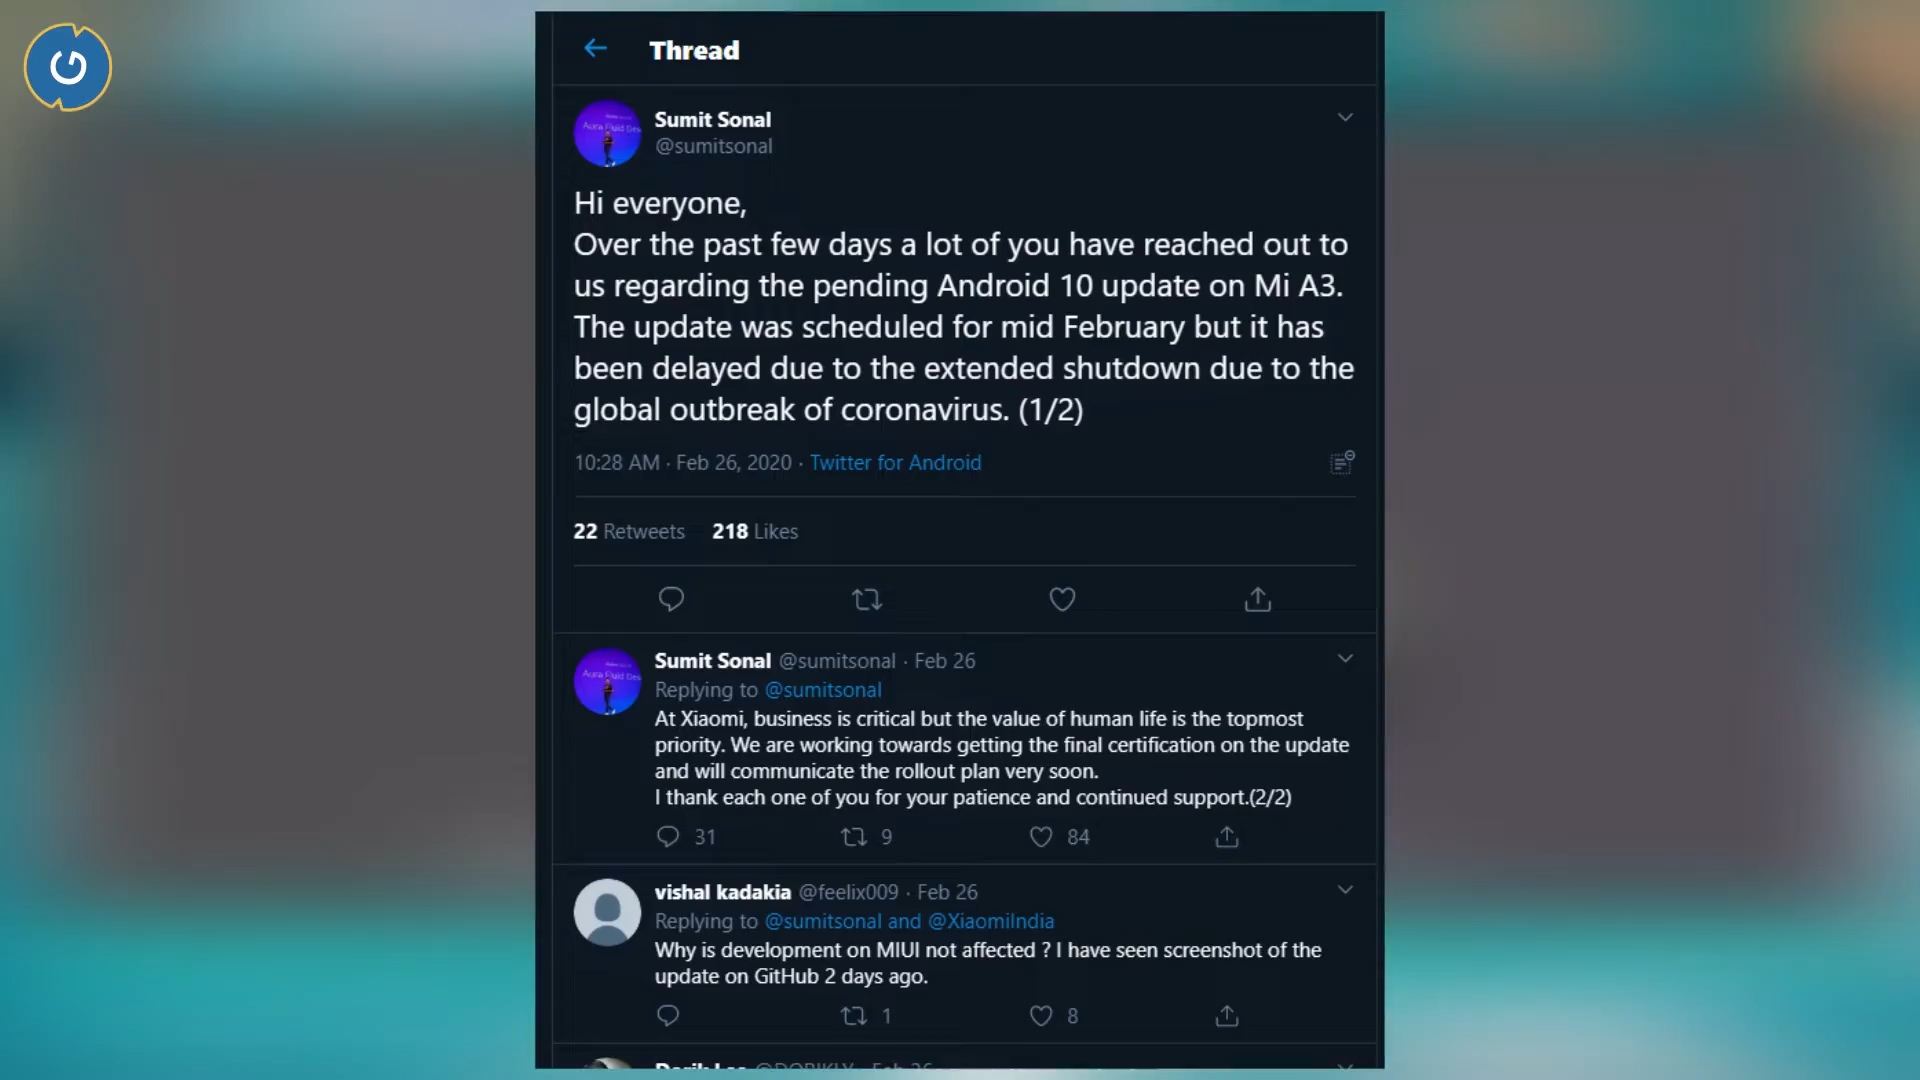 Thread
Sumit Sonal
@sumitsonal
Hi everyone,
Over the past few days a lot of you have reached out to
us regarding the pending Android 10 update on Mi A3.
The update was scheduled for mid February but it has
been delayed due to the extended shutdown due to the
global outbreak of coronavirus. (1/2)
10:28 AM · Feb 26, 2020 · Twitter for Android
22 Retweets 218 Likes
Sumit Sonal @sumitsonal · Feb 26
Replying to @sumitsonal
At Xiaomi, business is critical but the value of human life is the topmost
priority. We are working towards getting the final certification on the update
and will communicate the rollout plan very soon.
I thank each one of you for your patience and continued support.(2/2)
31 9 84
vishal kadakia @feelix009 · Feb 26
Replying to @sumitsonal and @XiaomiIndia
Why is development on MIUI not affected ? I have seen screenshot of the
update on GitHub 2 days ago.
1 8